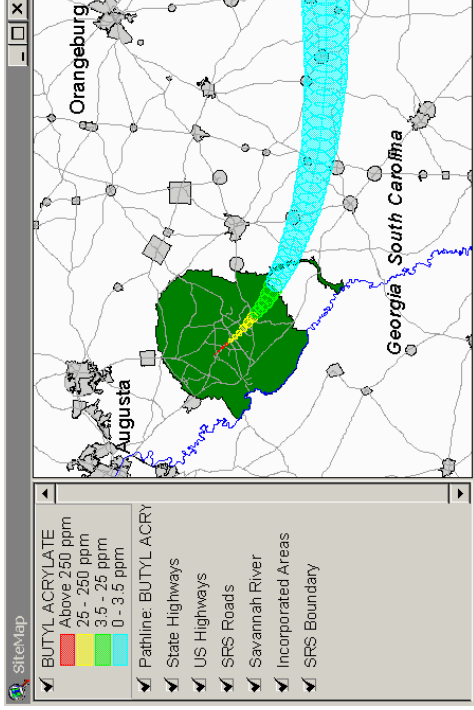 SiteMap
BUTYL ACRYLATE
Above 250 ppm
25 - 250 ppm
3.5 - 25 ppm
0 - 3.5 ppm
Pathline: BUTYL ACRY
State Highways
US Highways
SRS Roads
Savannah River
Incorporated Areas
SRS Boundary
Augusta
Orangeburg
Georgia
South Carolina